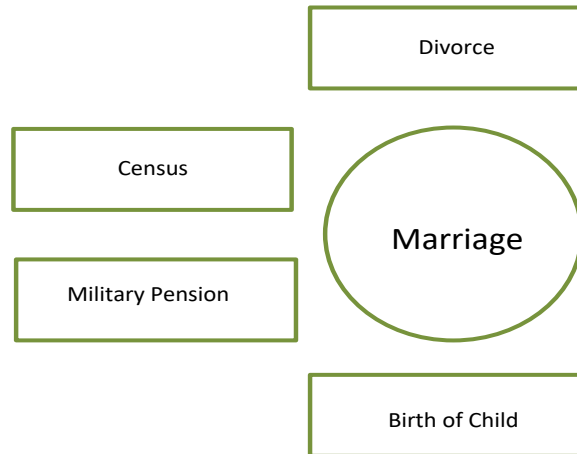 Divorce
Census
Marriage
Military Pension
Birth of Child